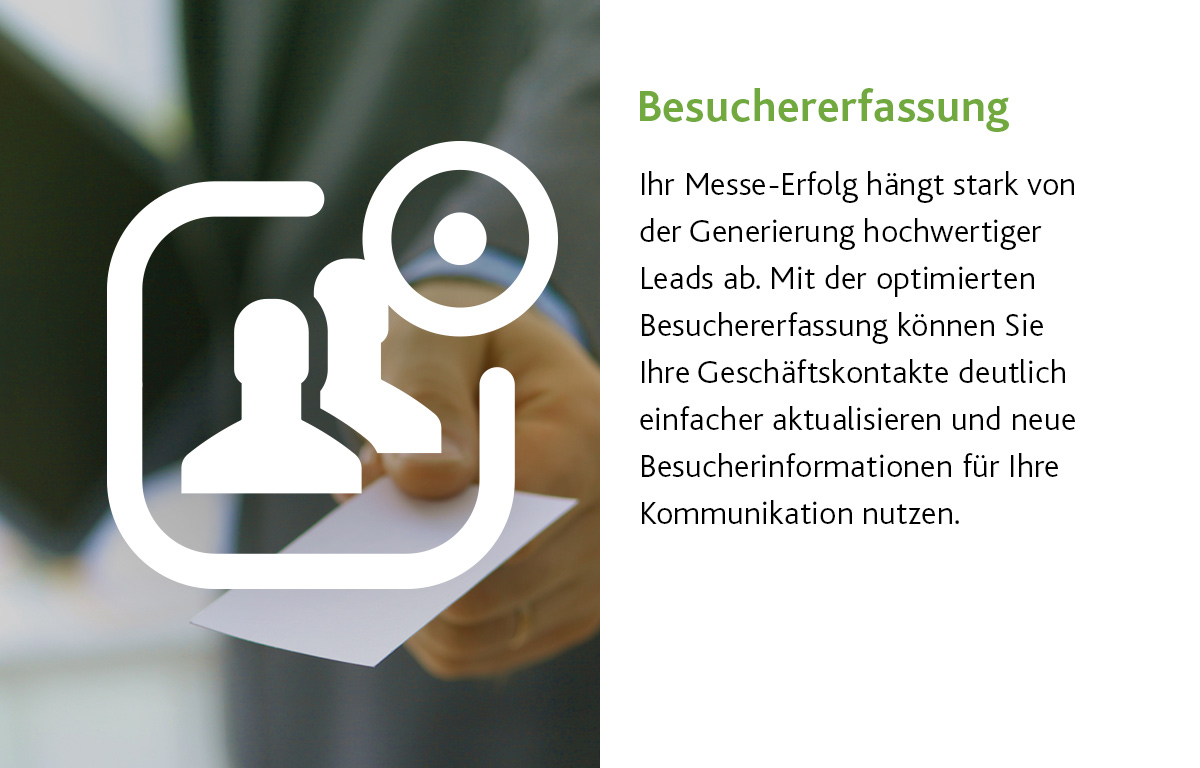 Besuchererfassung
Ihr Messe-Erfolg hängt stark von
der Generierung hochwertiger
Leads ab. Mit der optimierten
Besuchererfassung können Sie
Ihre Geschäftskontakte deutlich
einfacher aktualisieren und neue
Besucherinformationen für Ihre
Kommunikation nutzen.